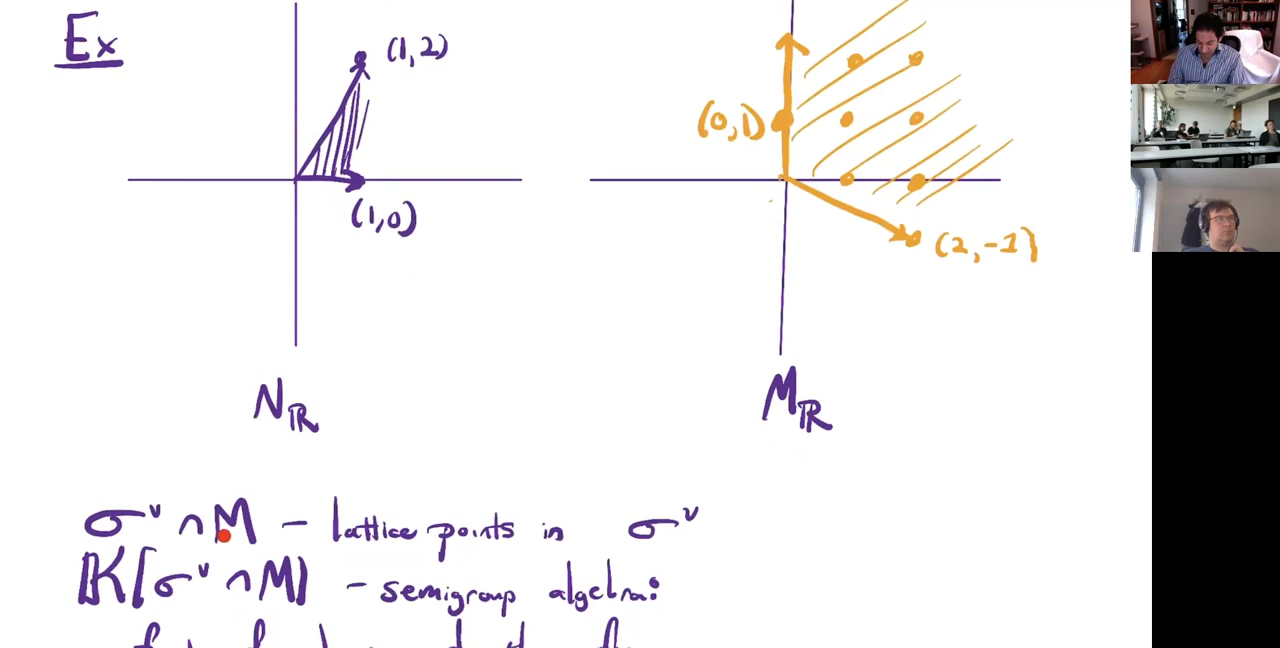 Ex
(1,2)
(1,0)
(0,1)
(2,-1)
N_ℝ
M_ℝ
σ^∨ ∩ M – lattice points in σ^∨
𝕂[σ^∨ ∩ M] – semigroup algebra: